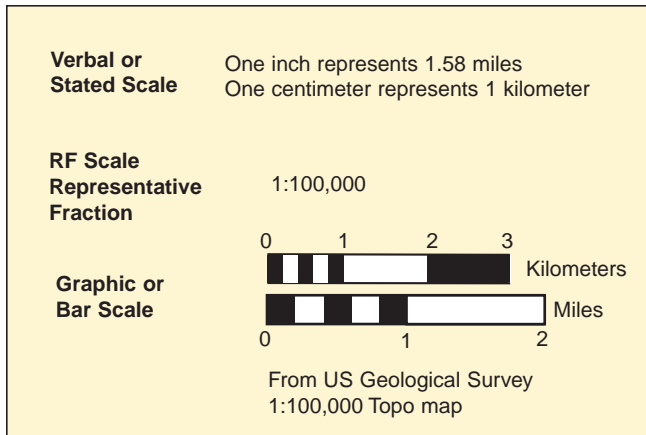 Verbal or
Stated Scale
One inch represents 1.58 miles
One centimeter represents 1 kilometer
RF Scale
Representative
Fraction
1:100,000
Graphic or
Bar Scale
0 1 2 3
Kilometers
Miles
0 1 2
From US Geological Survey
1:100,000 Topo map